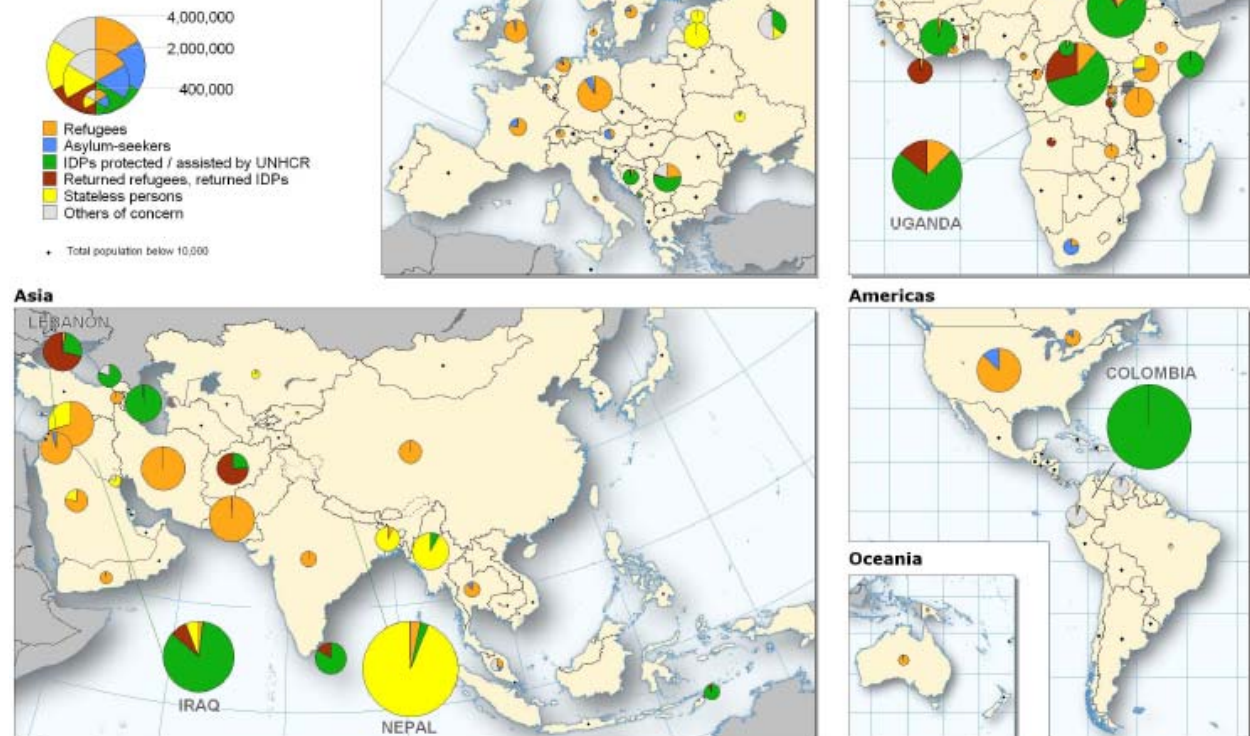 4,000,000
2,000,000
400,000
Refugees
Asylum-seekers
IDPs protected / assisted by UNHCR
Returned refugees, returned IDPs
Stateless persons
Others of concern
Total population below 10,000
UGANDA
Asia
LEBANON
IRAQ
NEPAL
Americas
COLOMBIA
Oceania